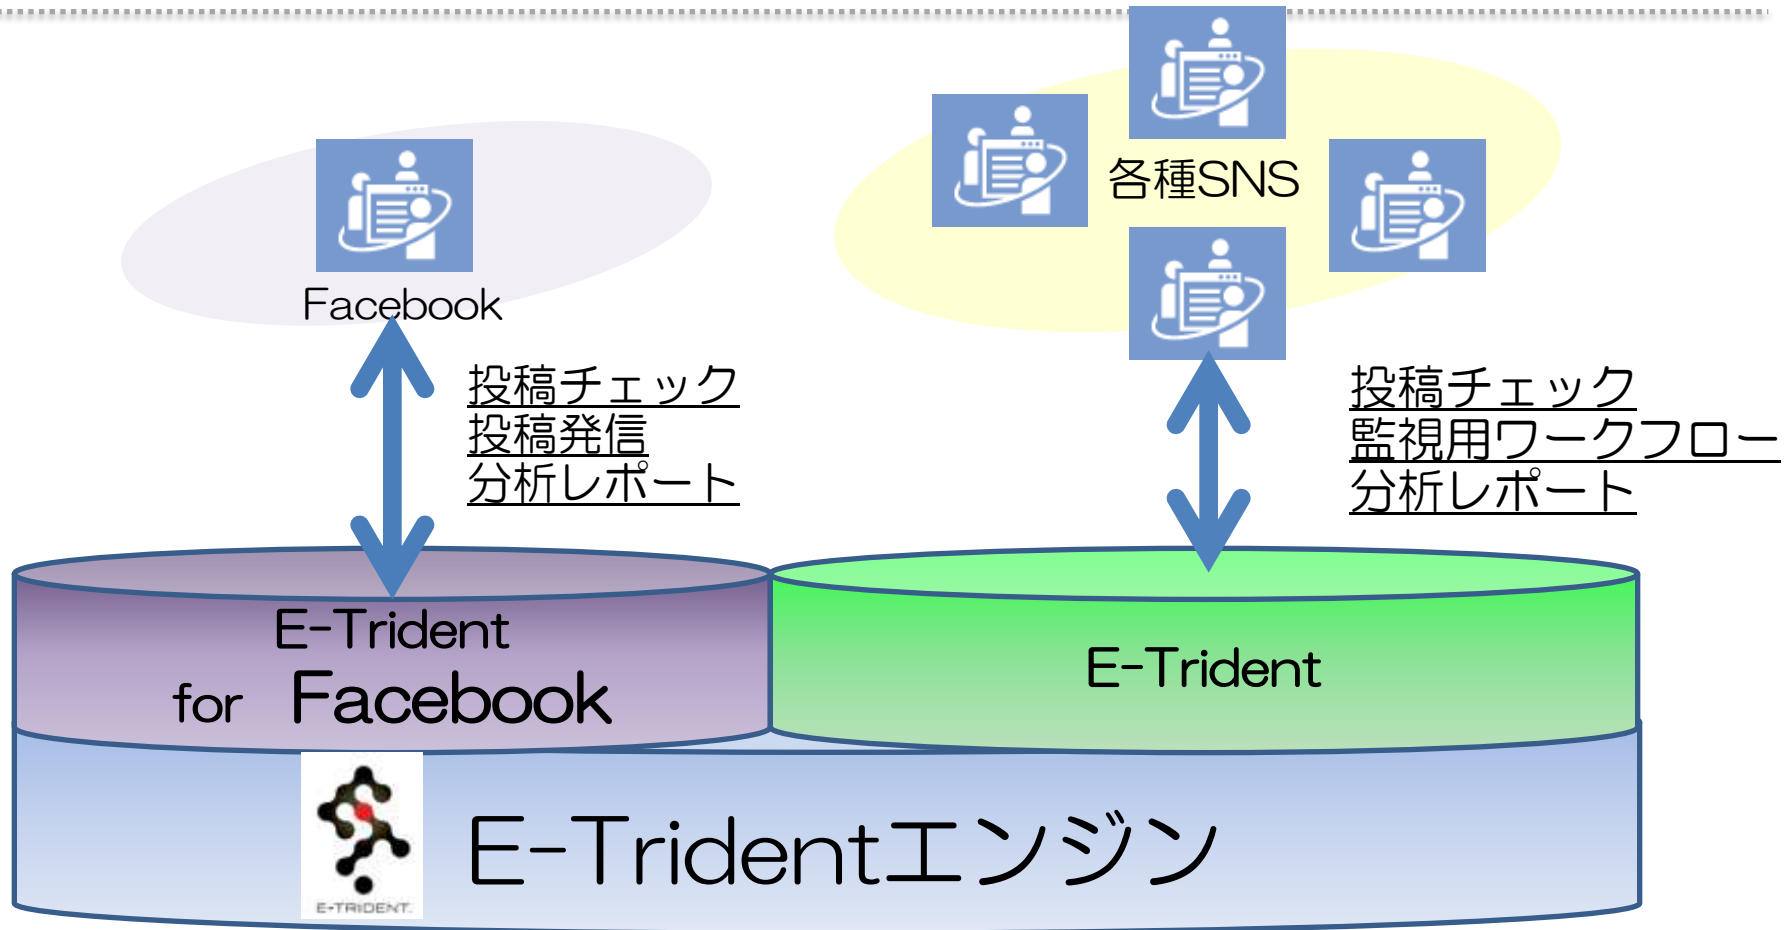 各種SNS
Facebook
投稿チェック
投稿発信
分析レポート
投稿チェック
監視用ワークフロー
分析レポート
E-Trident
for Facebook
E-Trident
E-Tridentエンジン
E-TRIDENT.